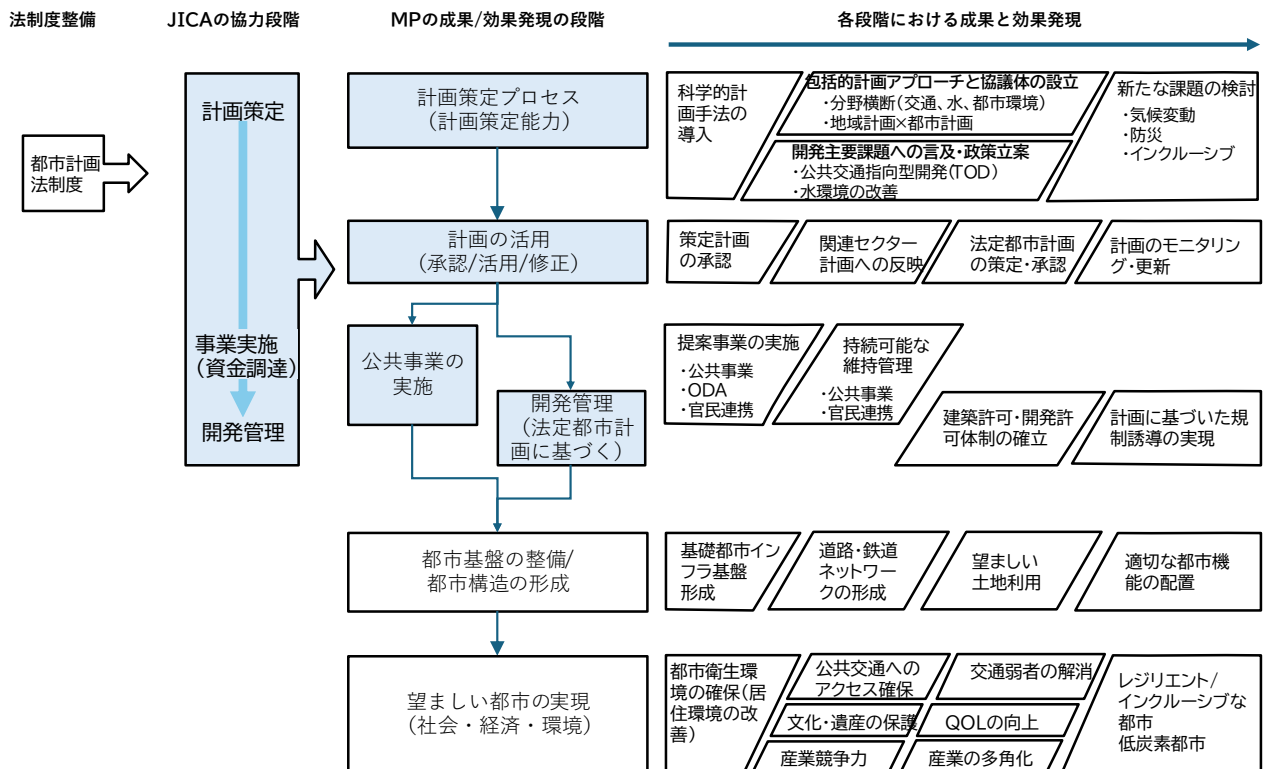 法制度整備
JICAの協力段階
MPの成果/効果発現の段階
各段階における成果と効果発現
都市計画
法制度
計画策定
事業実施
(資金調達)
開発管理
計画策定プロセス
(計画策定能力)
科学的計
画手法の
導入
包括的計画アプローチと協議体の設立
・分野横断(交通、水、都市環境)
・地域計画×都市計画
開発主要課題への言及・政策立案
・公共交通指向型開発(TOD)
・水環境の改善
新たな課題の検討
・気候変動
・防災
・インクルーシブ
計画の活用
(承認/活用/修正)
策定計画
の承認
関連セクター
計画への反映
法定都市計画
の策定・承認
計画のモニタリン
グ・更新
公共事業の
実施
開発管理
(法定都市計
画に基づく)
提案事業の実施
・公共事業
・ODA
・官民連携
持続可能な
維持管理
・公共事業
・官民連携
建築許可・開発許
可体制の確立
計画に基づいた規
制誘導の実現
都市基盤の整備/
都市構造の形成
基礎都市イン
フラ基盤
形成
道路・鉄道
ネットワー
クの形成
望ましい
土地利用
適切な都市機
能の配置
望ましい都市の実現
(社会・経済・環境)
都市衛生環
境の確保(居
住環境の改
善)
公共交通への
アクセス確保
交通弱者の解消
文化・遺産の保護
QOLの向上
産業競争力
産業の多角化
レジリエント/
インクルーシブな
都市
低炭素都市